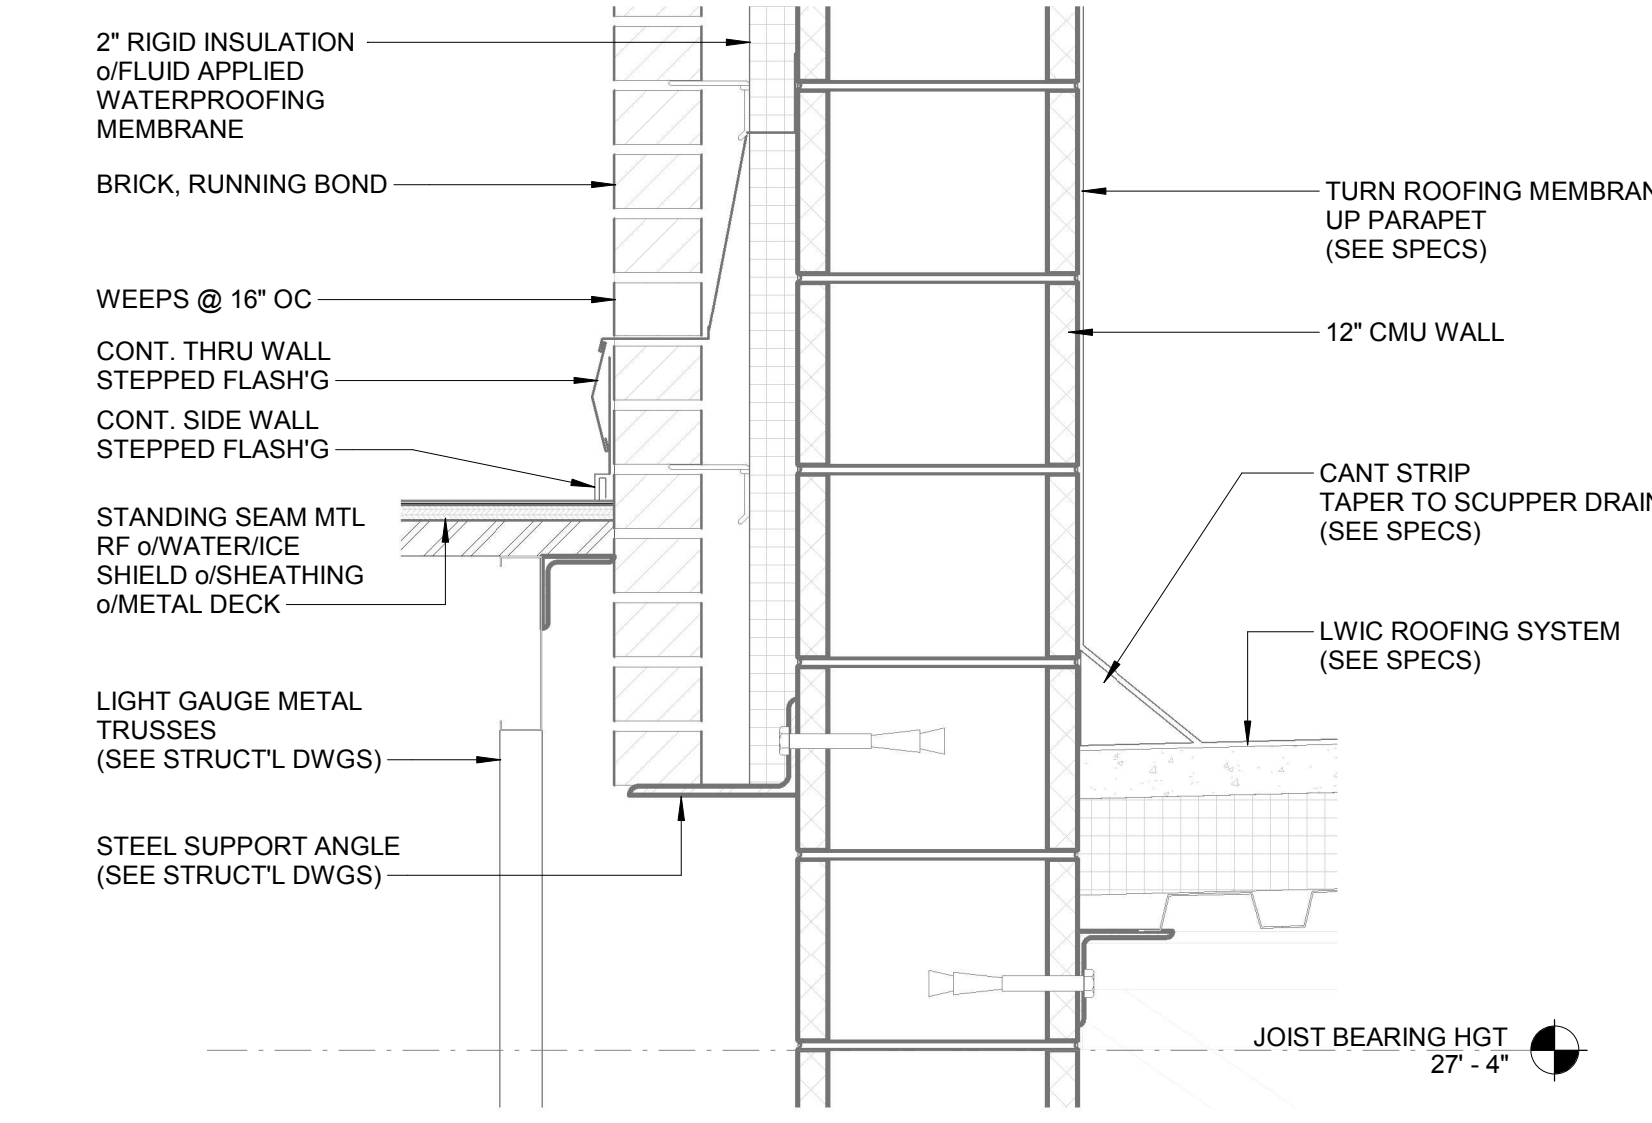 2" RIGID INSULATION
o/FLUID APPLIED
WATERPROOFING
MEMBRANE
BRICK, RUNNING BOND
WEEPS @ 16" OC
CONT. THRU WALL
STEPPED FLASH'G
CONT. SIDE WALL
STEPPED FLASH'G
STANDING SEAM MTL
RF o/WATER/ICE
SHIELD o/SHEATHING
o/METAL DECK
LIGHT GAUGE METAL
TRUSSES
(SEE STRUCT'L DWGS)
STEEL SUPPORT ANGLE
(SEE STRUCT'L DWGS)
TURN ROOFING MEMBRAN
UP PARAPET
(SEE SPECS)
12" CMU WALL
CANT STRIP
TAPER TO SCUPPER DRAIN
(SEE SPECS)
LWIC ROOFING SYSTEM
(SEE SPECS)
JOIST BEARING HGT
27' - 4"